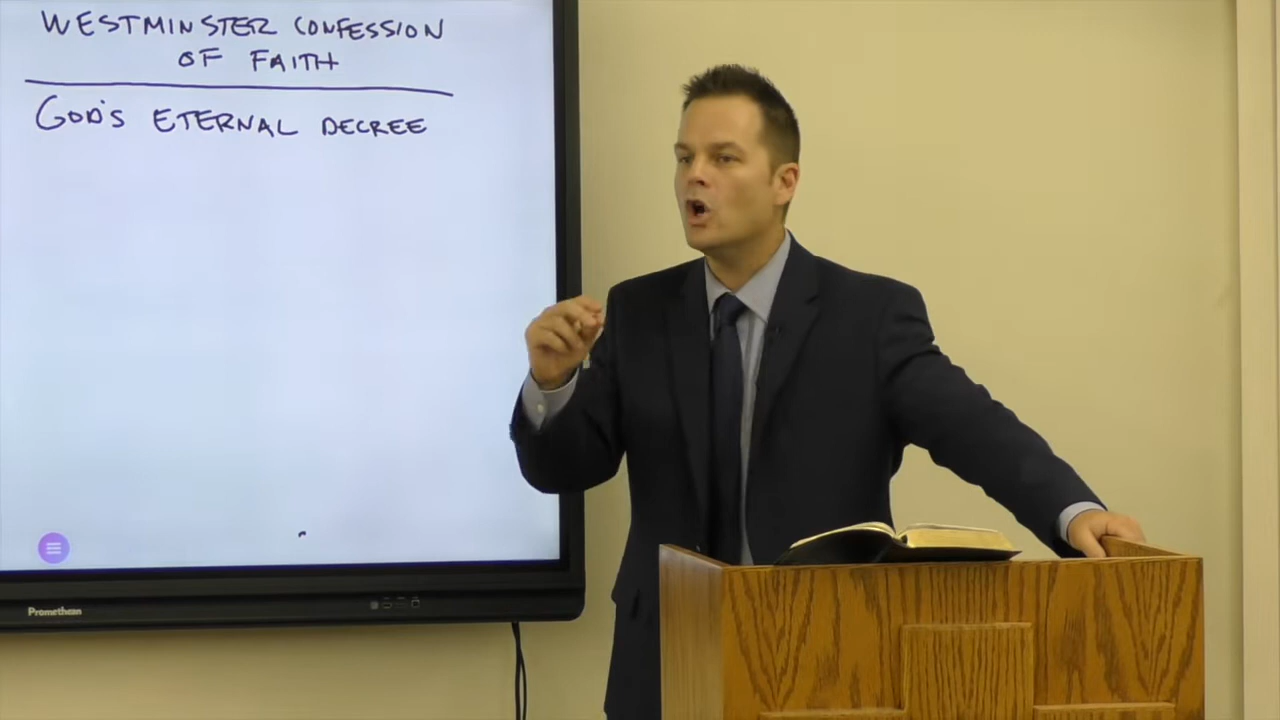 WESTMINSTER CONFESSION
OF FAITH
GOD'S ETERNAL DECREE
Promethean